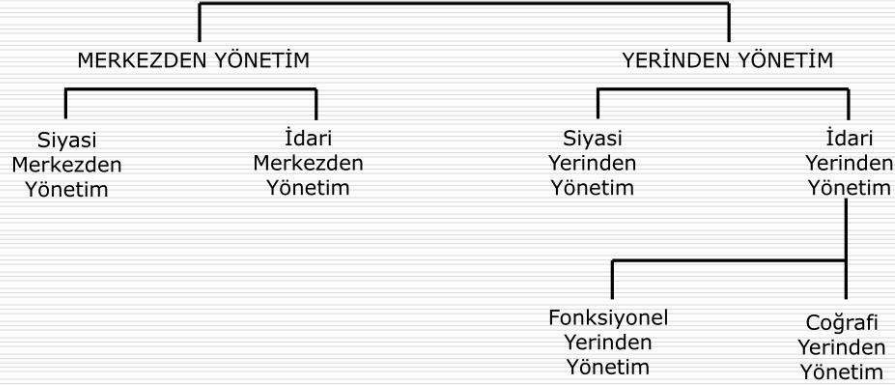 MERKEZDEN YÖNETİM
YERİNDEN YÖNETİM
Siyasi
Merkezden
Yönetim
İdari
Merkezden
Yönetim
Siyasi
Yerinden
Yönetim
İdari
Yerinden
Yönetim
Fonksiyonel
Yerinden
Yönetim
Coğrafi
Yerinden
Yönetim